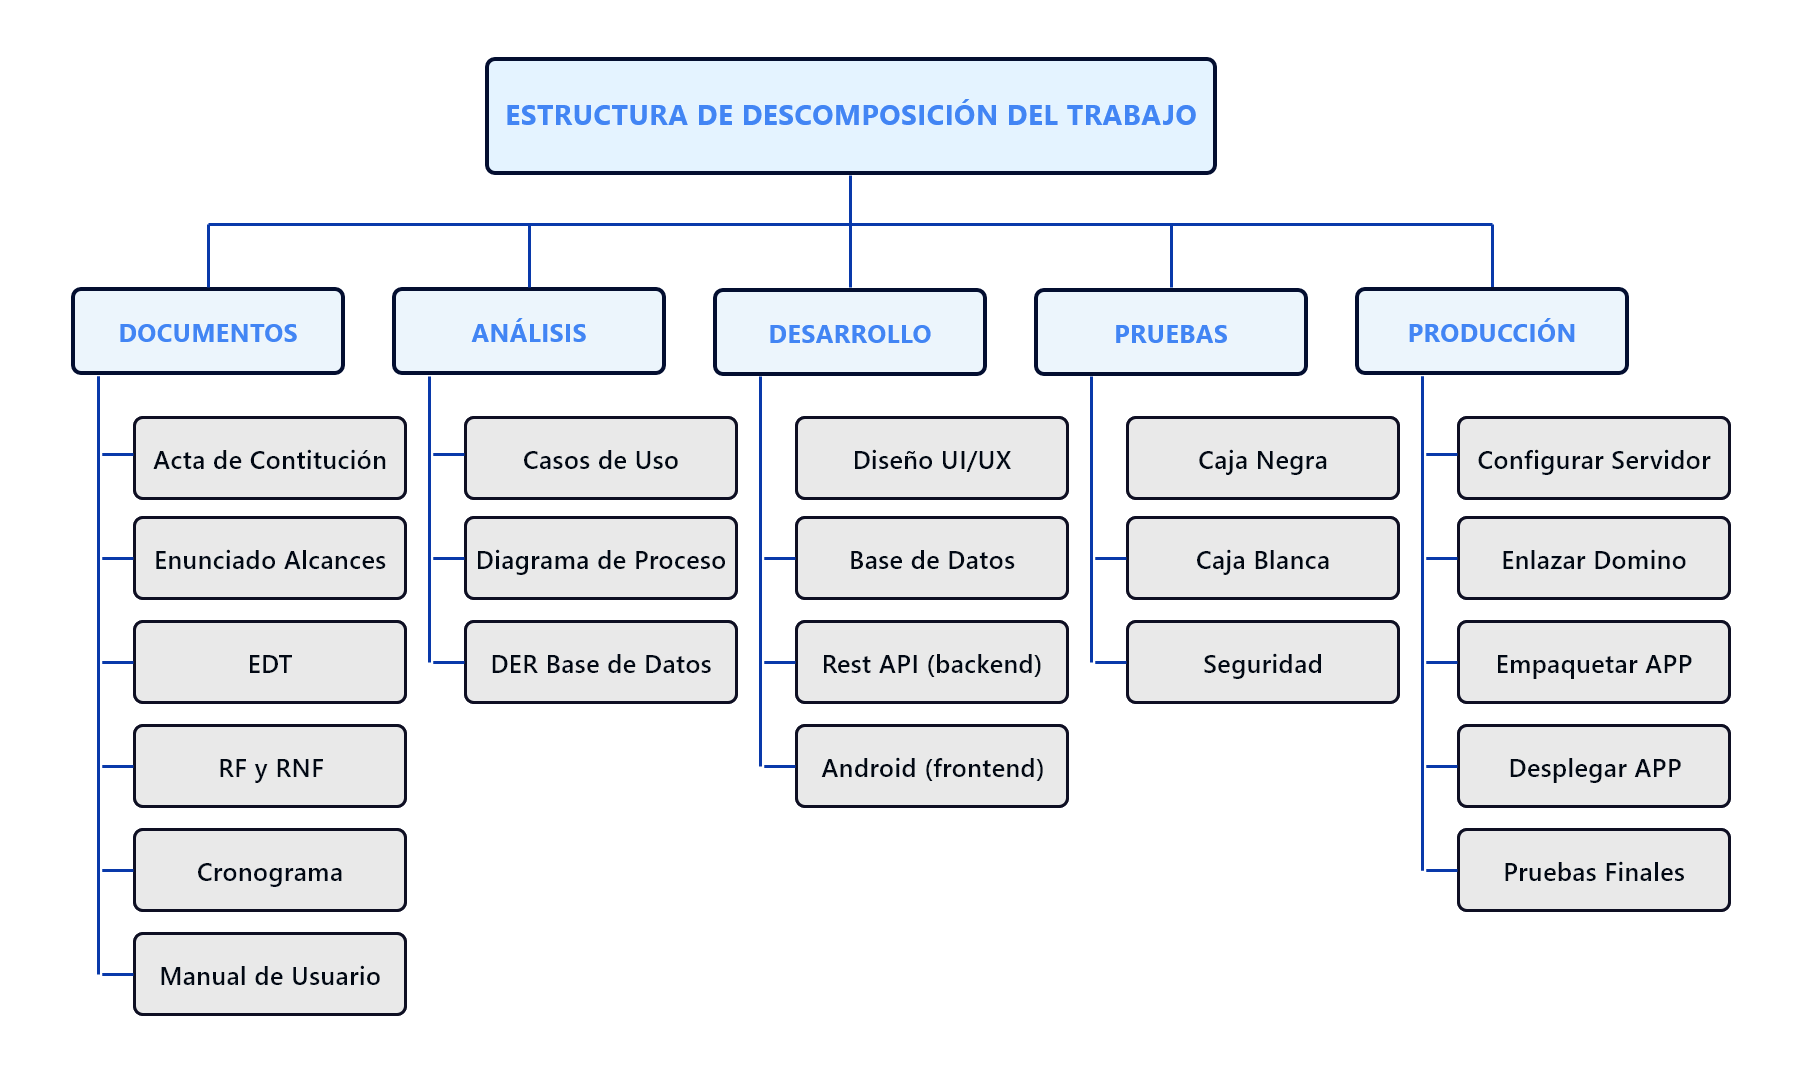 ESTRUCTURA DE DESCOMPOSICIÓN DEL TRABAJO
DOCUMENTOS
Acta de Contitución
Enunciado Alcances
EDT
RF y RNF
Cronograma
Manual de Usuario
ANÁLISIS
Casos de Uso
Diagrama de Proceso
DER Base de Datos
DESARROLLO
Diseño UI/UX
Base de Datos
Rest API (backend)
Android (frontend)
PRUEBAS
Caja Negra
Caja Blanca
Seguridad
PRODUCCIÓN
Configurar Servidor
Enlazar Domino
Empaquetar APP
Desplegar APP
Pruebas Finales